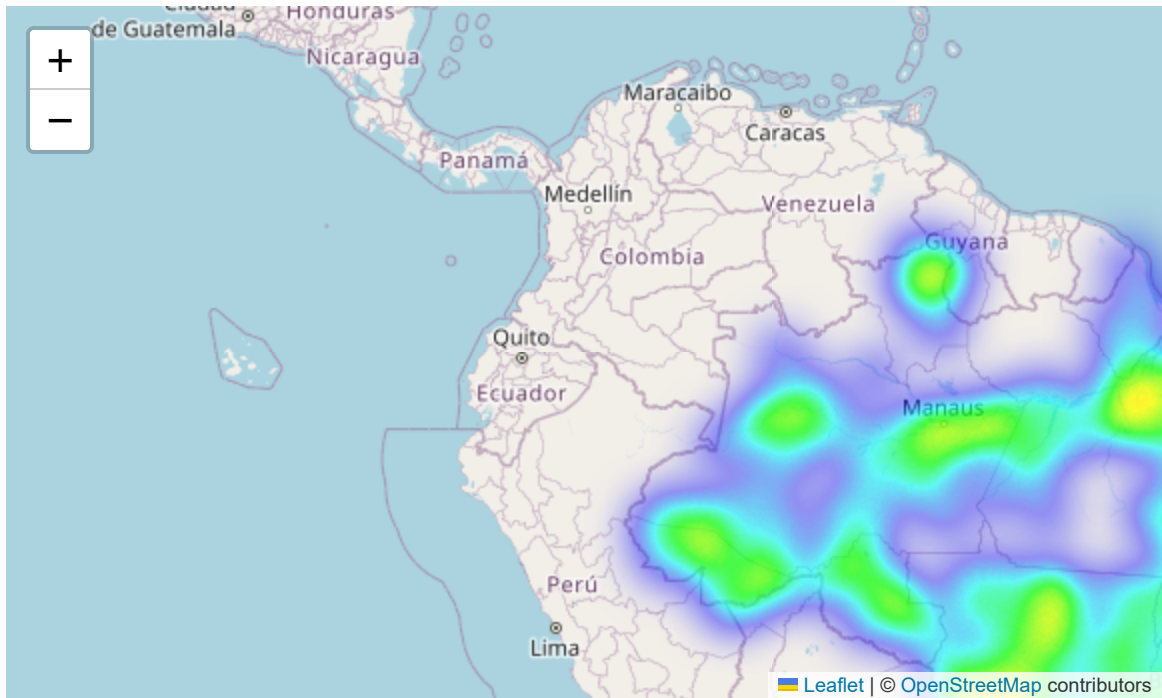 Honduras
de Guatemala
Nicaragua
+
−
Maracaibo
Caracas
Panamá
Medellín
Venezuela
Guyana
Colombia
Quito
Ecuador
Manaus
Perú
Lima
Leaflet | © OpenStreetMap contributors